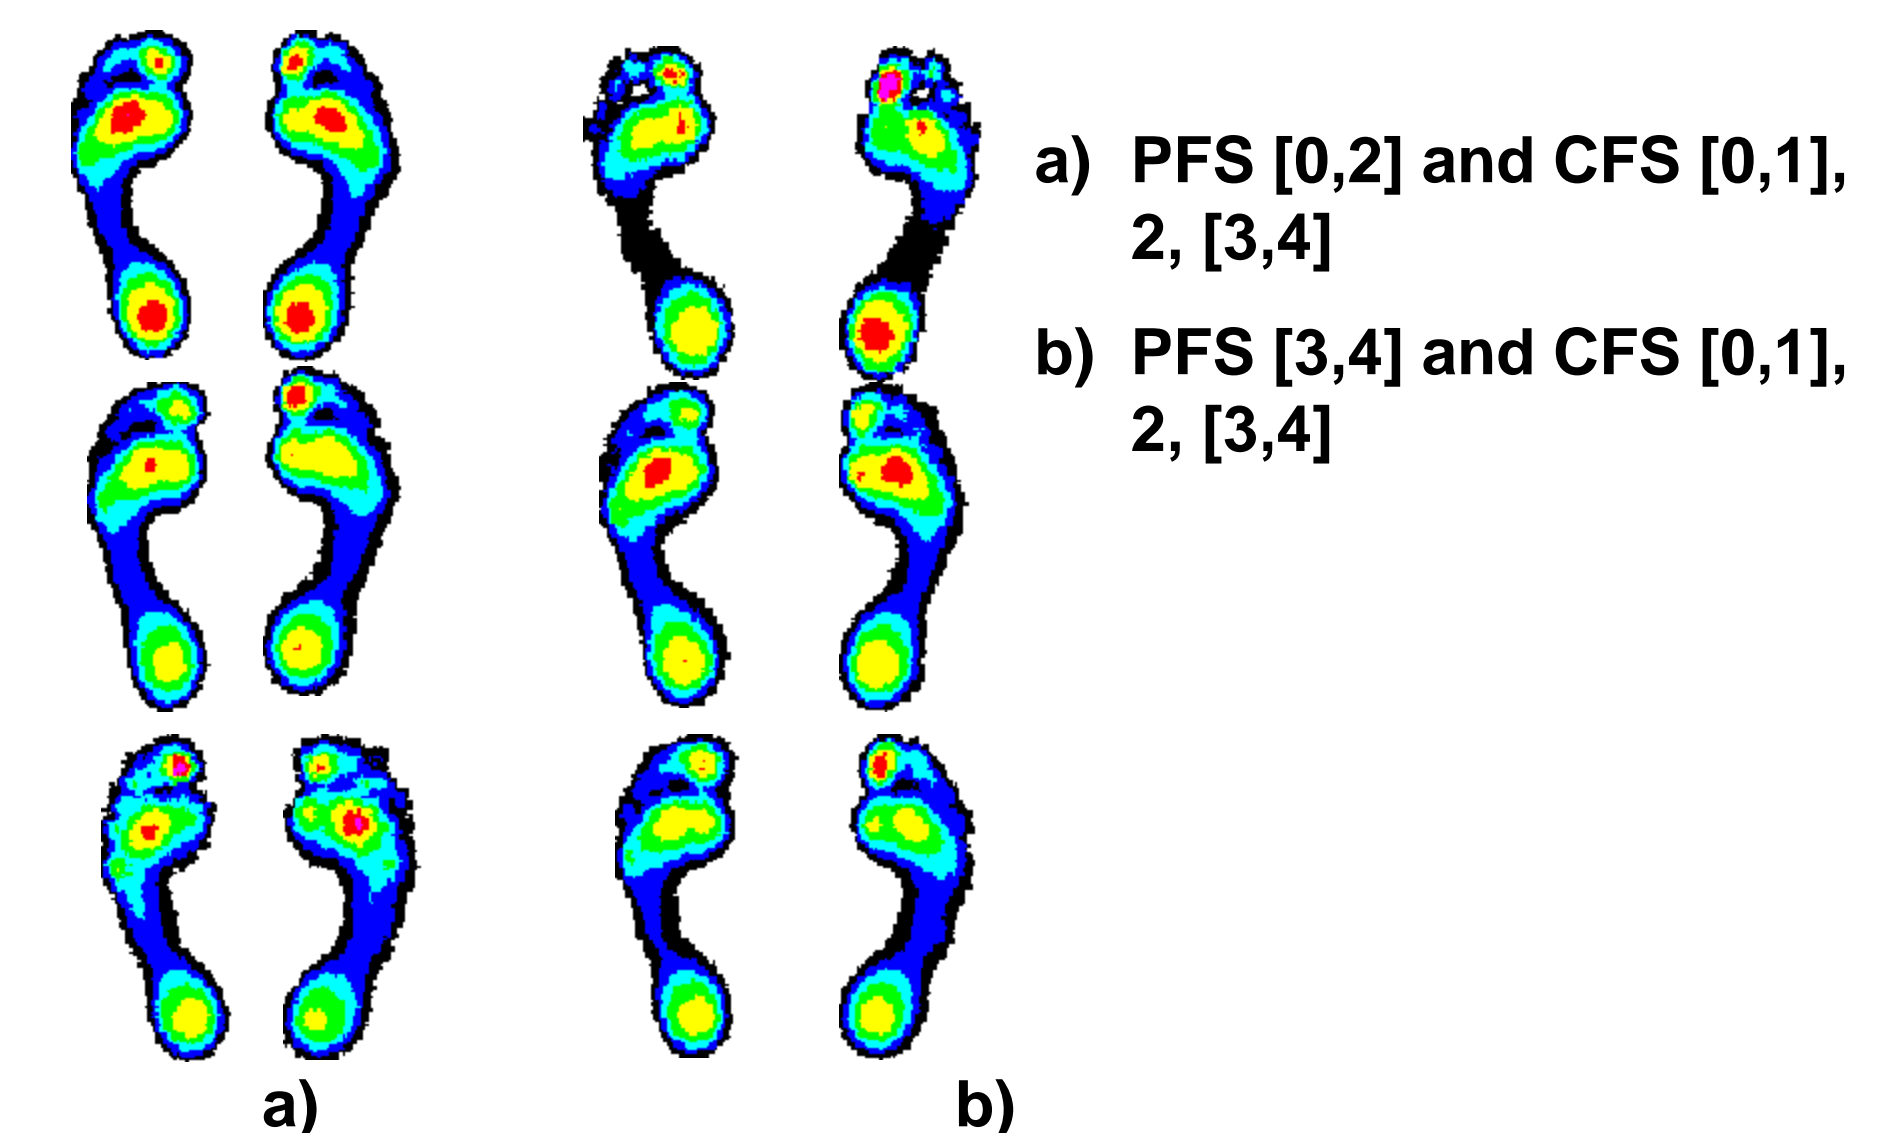 a) PFS [0,2] and CFS [0,1],
2, [3,4]
b) PFS [3,4] and CFS [0,1],
2, [3,4]
a)
b)